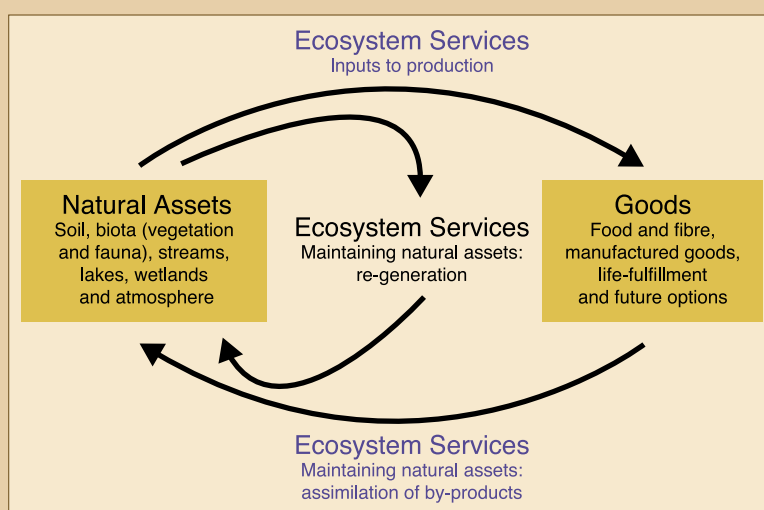 Ecosystem Services
Inputs to production
Natural Assets
Soil, biota (vegetation
and fauna), streams,
lakes, wetlands
and atmosphere
Ecosystem Services
Maintaining natural assets:
re-generation
Goods
Food and fibre,
manufactured goods,
life-fulfillment
and future options
Ecosystem Services
Maintaining natural assets:
assimilation of by-products